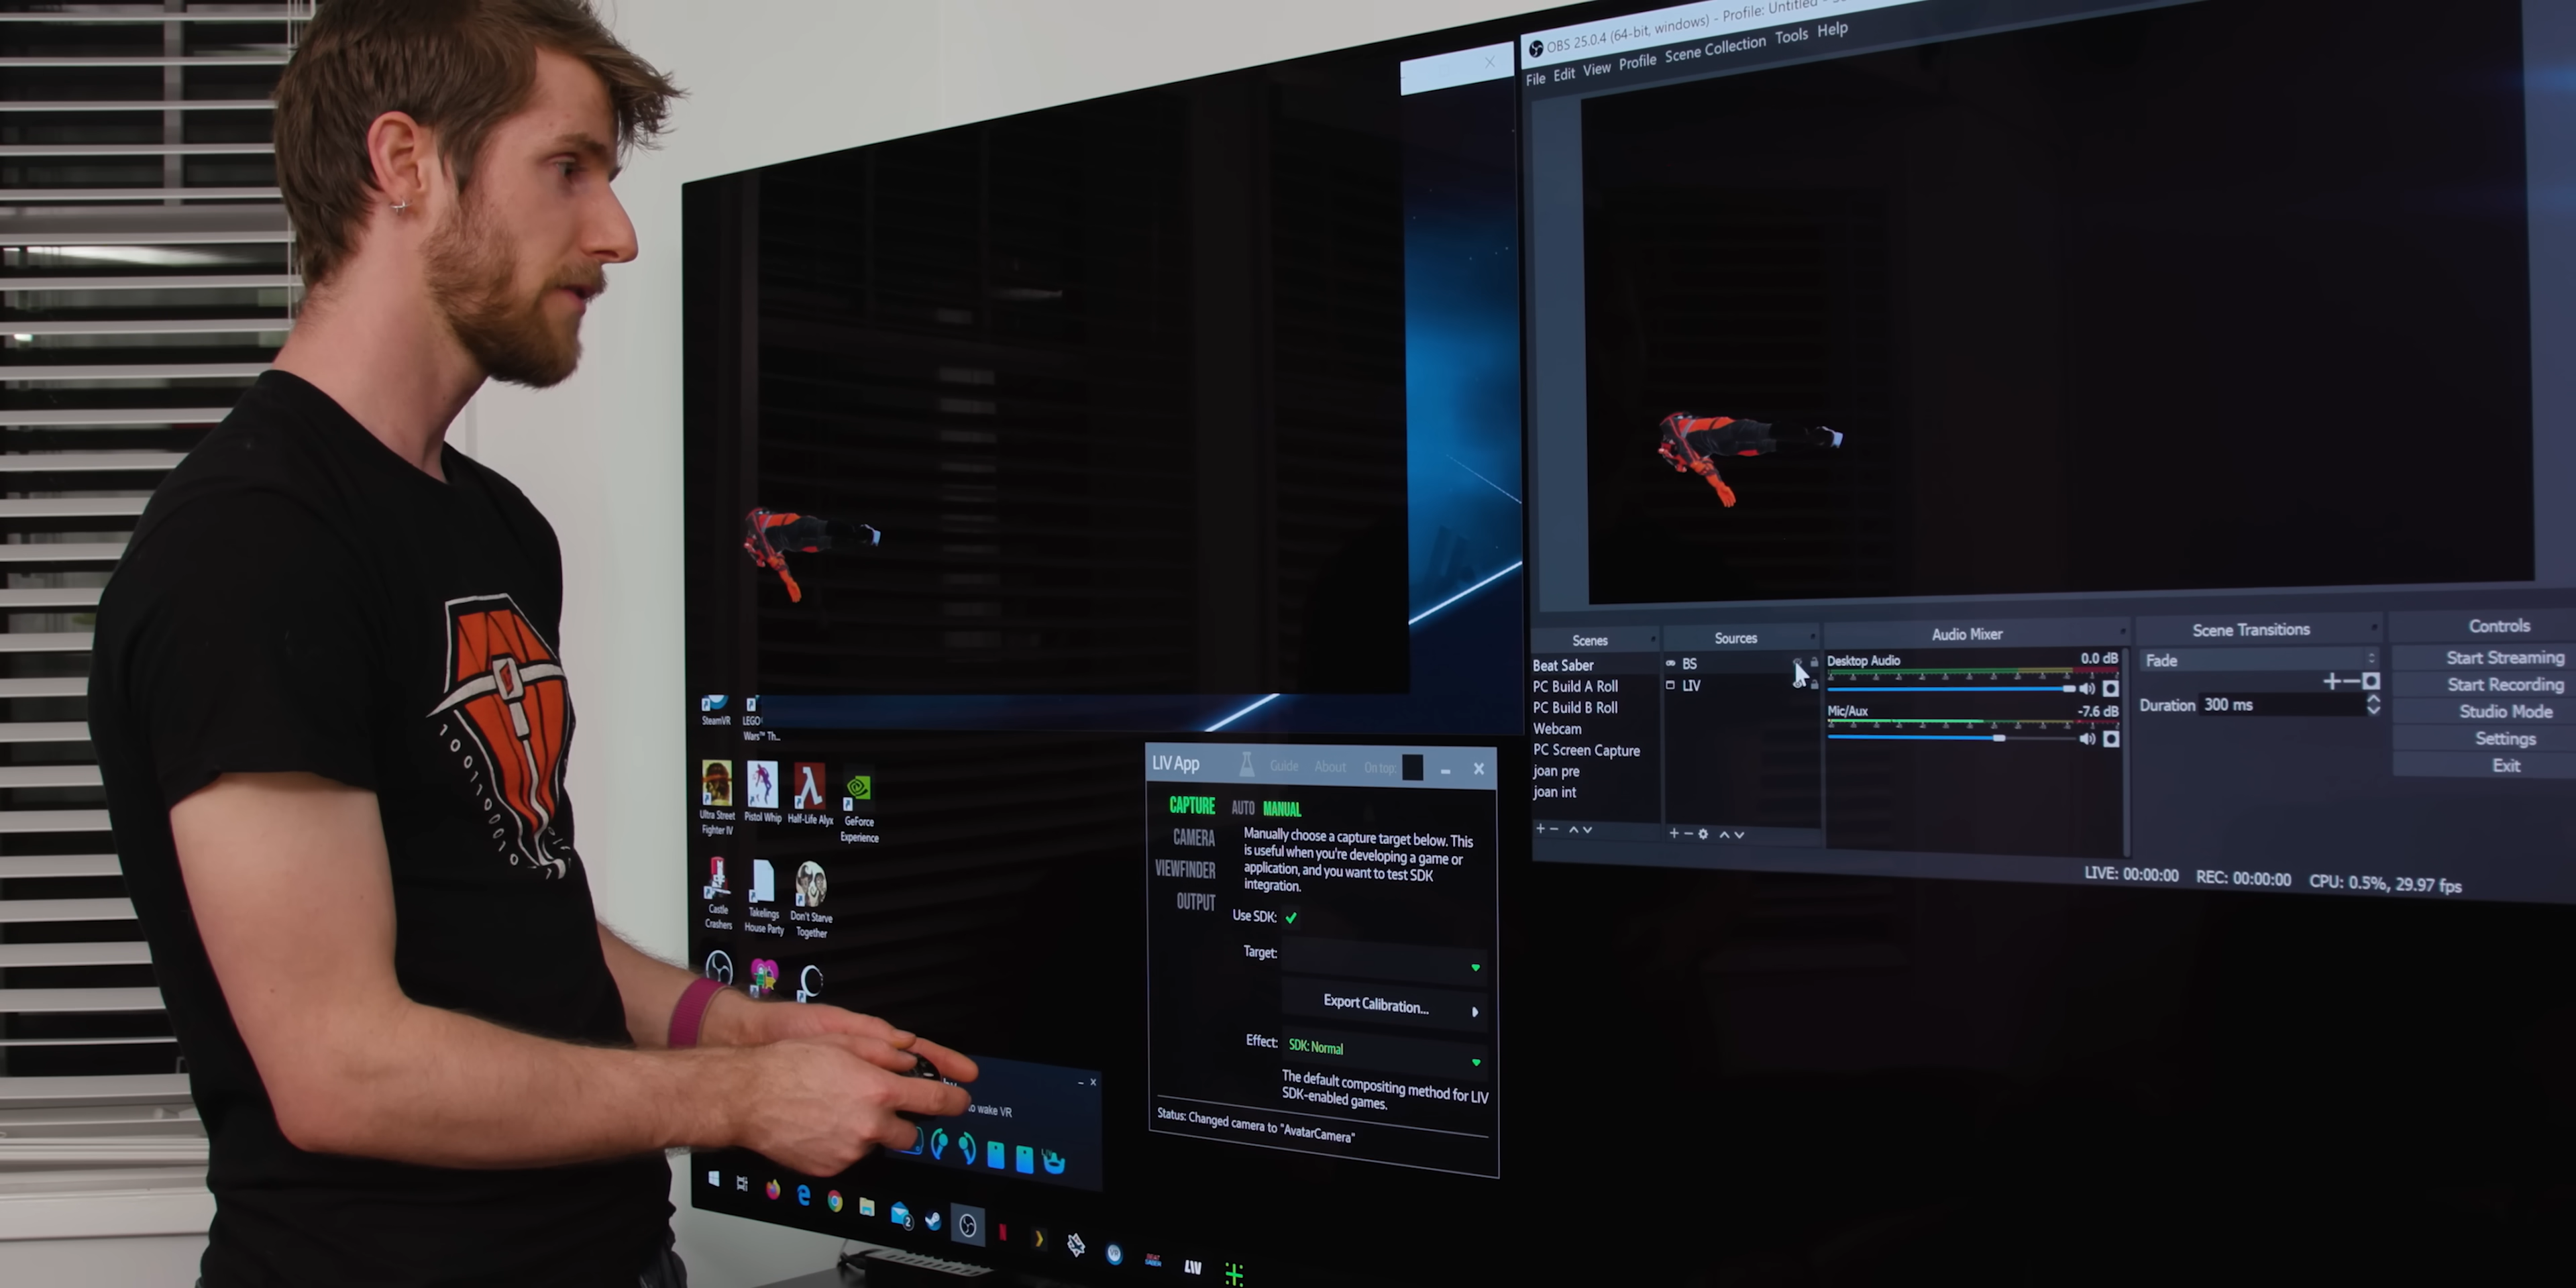 OBS 25.0.4 (64-bit, windows) - Profile: Untitled -
File Edit View Profile Scene Collection Tools Help
Scenes
Beat Saber
PC Build A Roll
PC Build B Roll
Webcam
PC Screen Capture
joan pre
joan int
Sources
BS
LIV
Audio Mixer
Desktop Audio 0.0 dB
Mic/Aux -7.6 dB
Scene Transitions
Fade
Duration 300 ms
Controls
Start Streaming
Start Recording
Studio Mode
Settings
Exit
LIVE: 00:00:00 REC: 00:00:00 CPU: 0.5%, 29.97 fps
SteamVR
LEGO
Wars™ Th...
Ultra Street
Fighter IV
Pistol Whip
Half-Life Alyx
GeForce
Experience
Castle
Crashers
Takelings
House Party
Don't Starve
Together
LIV App Guide About On top:
CAPTURE
CAMERA
VIEWFINDER
OUTPUT
AUTO MANUAL
Manually choose a capture target below. This
is useful when you're developing a game or
application, and you want to test SDK
integration.
Use SDK:
Target:
Export Calibration...
Effect: SDK: Normal
The default compositing method for LIV
SDK-enabled games.
Status: Changed camera to "AvatarCamera"
to wake VR
2
LIV